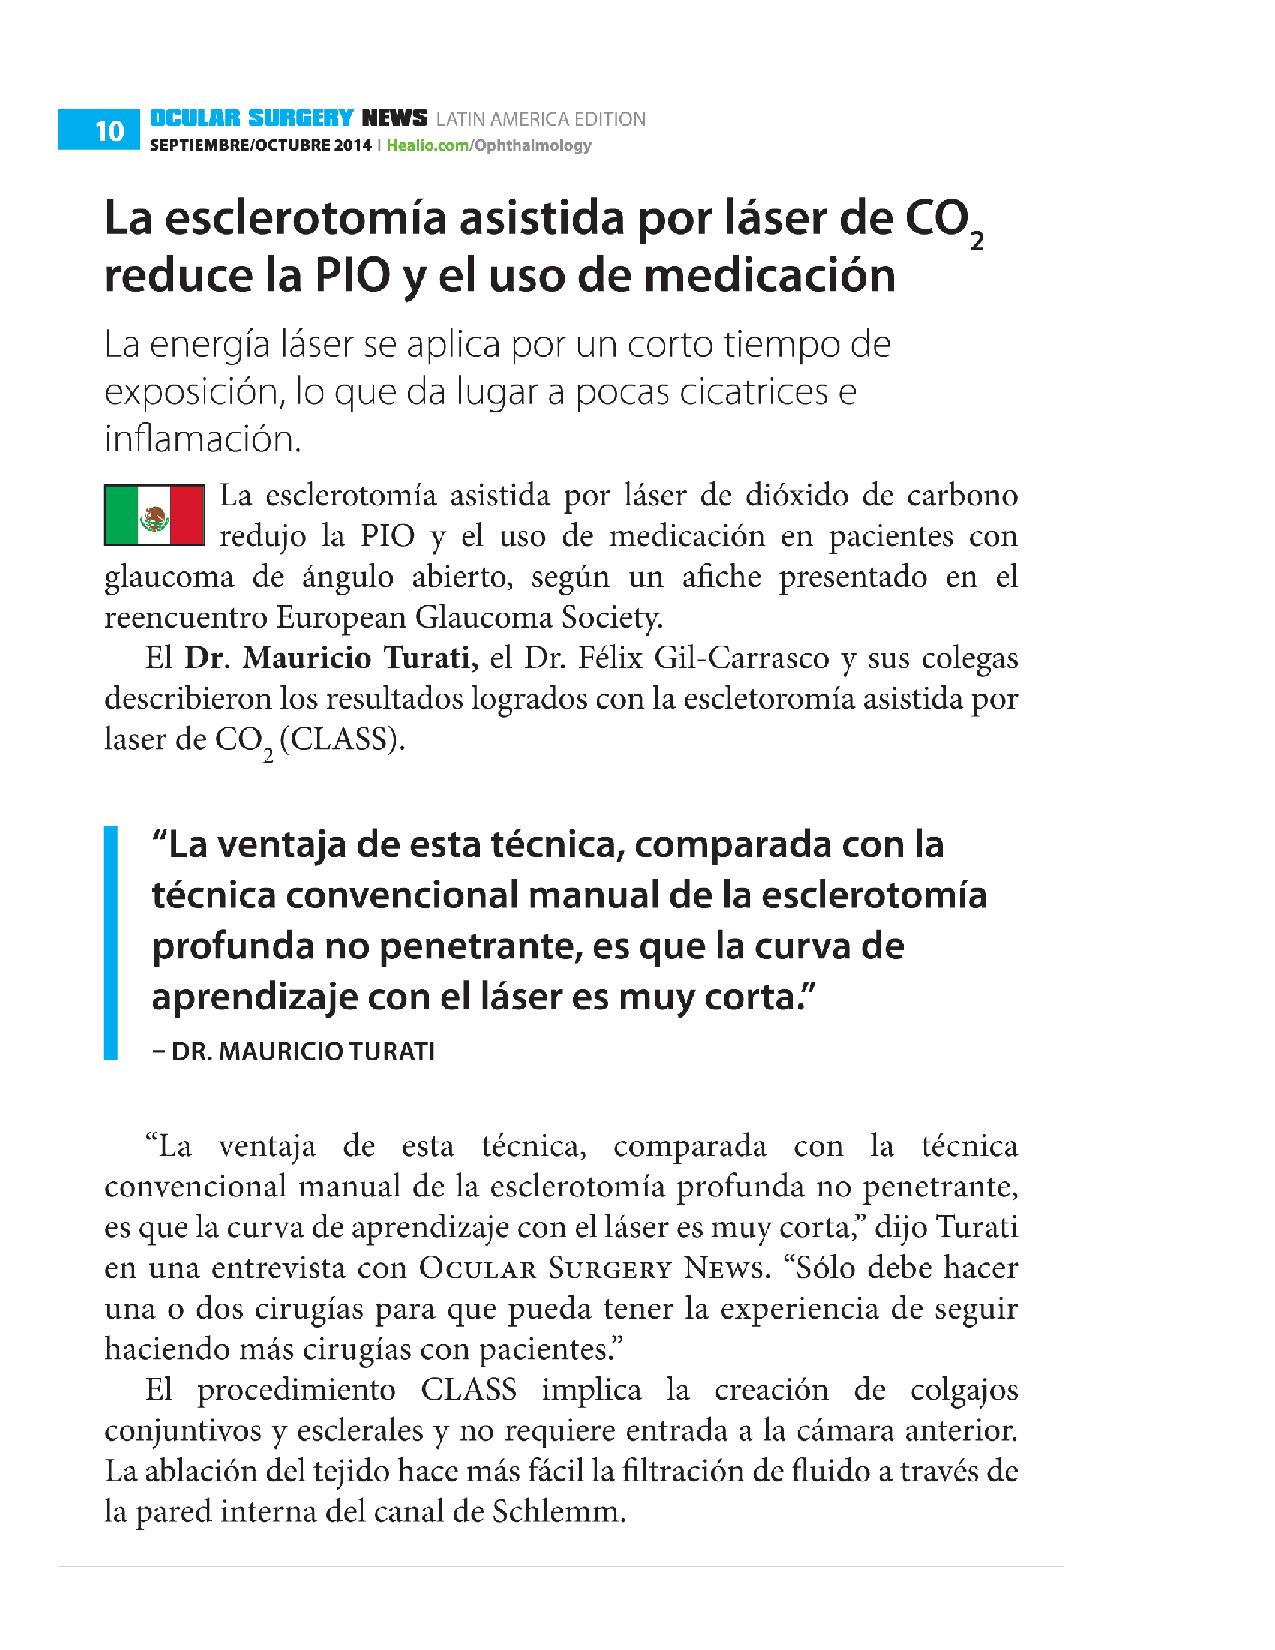 10
OCULAR SURGERY NEWS LATIN AMERICA EDITION
SEPTIEMBRE/OCTUBRE 2014 | Healio.com/Ophthalmology
La esclerotomía asistida por láser de CO₂
reduce la PIO y el uso de medicación
La energía láser se aplica por un corto tiempo de
exposición, lo que da lugar a pocas cicatrices e
inflamación.
La esclerotomía asistida por láser de dióxido de carbono
redujo la PIO y el uso de medicación en pacientes con
glaucoma de ángulo abierto, según un afiche presentado en el
reencuentro European Glaucoma Society.
El Dr. Mauricio Turati, el Dr. Félix Gil-Carrasco y sus colegas
describieron los resultados logrados con la escletoromía asistida por
laser de CO₂ (CLASS).
“La ventaja de esta técnica, comparada con la
técnica convencional manual de la esclerotomía
profunda no penetrante, es que la curva de
aprendizaje con el láser es muy corta.”
– DR. MAURICIO TURATI
“La ventaja de esta técnica, comparada con la técnica
convencional manual de la esclerotomía profunda no penetrante,
es que la curva de aprendizaje con el láser es muy corta,” dijo Turati
en una entrevista con Ocular Surgery News. “Sólo debe hacer
una o dos cirugías para que pueda tener la experiencia de seguir
haciendo más cirugías con pacientes.”
El procedimiento CLASS implica la creación de colgajos
conjuntivos y esclerales y no requiere entrada a la cámara anterior.
La ablación del tejido hace más fácil la filtración de fluido a través de
la pared interna del canal de Schlemm.